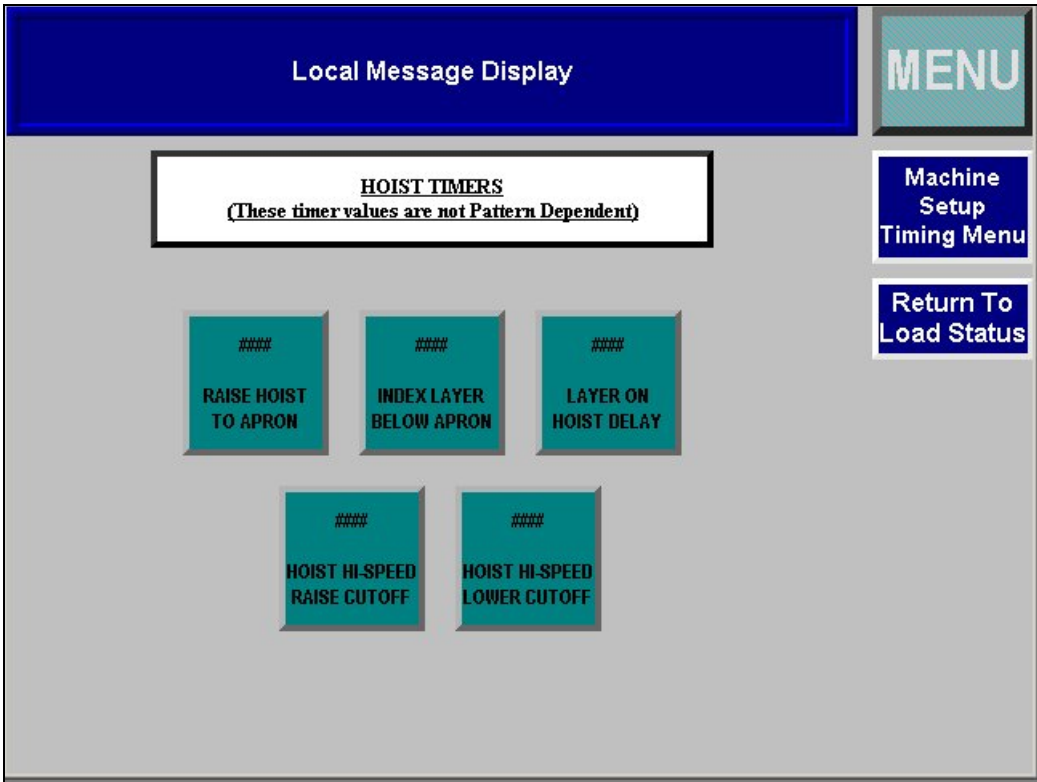 Local Message Display
MENU
HOIST TIMERS
(These timer values are not Pattern Dependent)
Machine
Setup
Timing Menu
Return To
Load Status
####
RAISE HOIST
TO APRON
####
INDEX LAYER
BELOW APRON
####
LAYER ON
HOIST DELAY
####
HOIST HI-SPEED
RAISE CUTOFF
####
HOIST HI-SPEED
LOWER CUTOFF